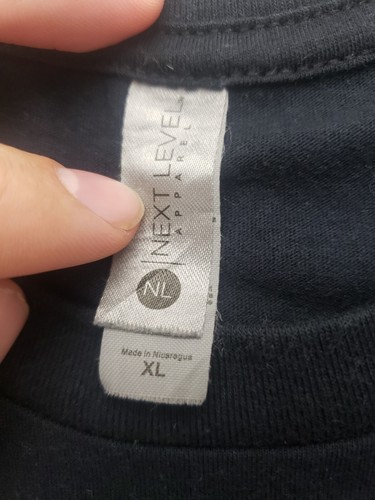 NEXT LEVEL
APPAREL
NL
Made in Nicaragua
XL